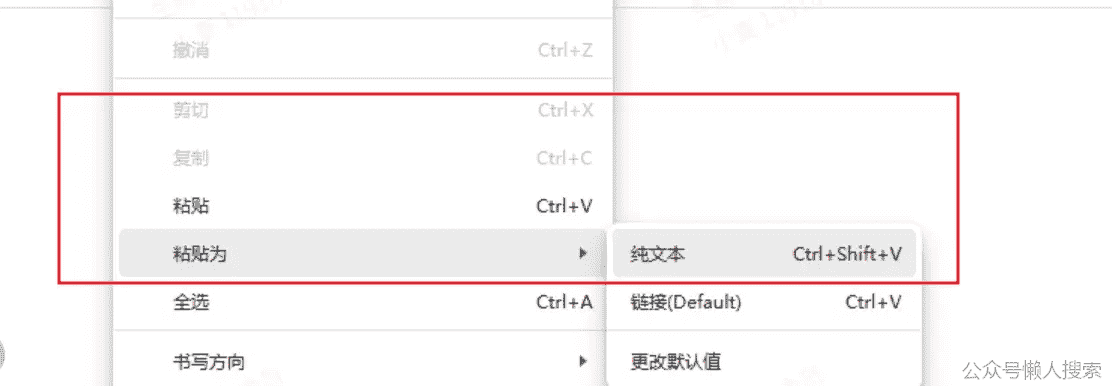 撤消 Ctrl+Z
剪切 Ctrl+X
复制 Ctrl+C
粘贴 Ctrl+V
粘贴为 纯文本 Ctrl+Shift+V
全选 Ctrl+A 链接(Default) Ctrl+V
书写方向 更改默认值
公众号懒人搜索